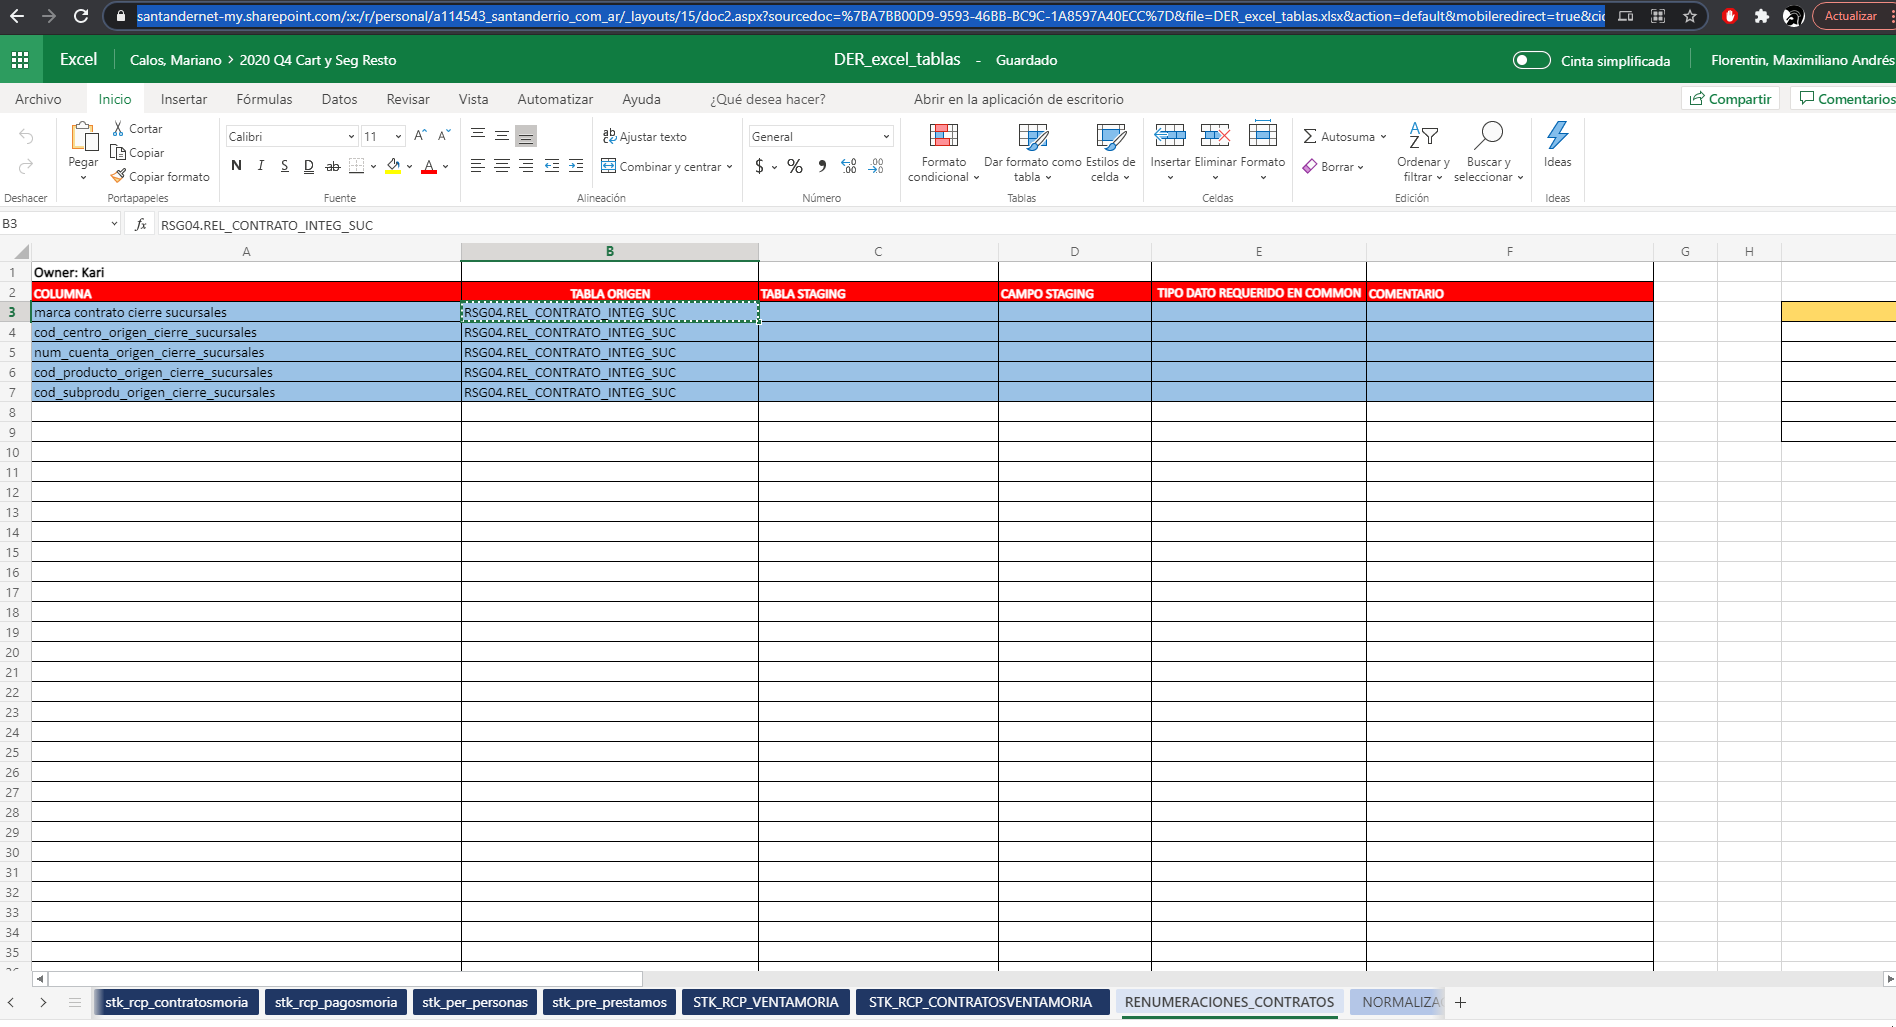 santandernet-my.sharepoint.com/:x:/r/personal/a114543_santanderrio_com_ar/_layouts/15/doc2.aspx?sourcedoc=%7BA7BB00D9-9593-46BB-BC9C-1A8597A40ECC%7D&file=DER_excel_tablas.xlsx&action=default&mobileredirect=true&cid
Actualizar
Excel Calos, Mariano > 2020 Q4 Cart y Seg Resto DER_excel_tablas - Guardado Cinta simplificada Florentin, Maximiliano Andrés
Archivo Inicio Insertar Fórmulas Datos Revisar Vista Automatizar Ayuda ¿Qué desea hacer? Abrir en la aplicación de escritorio Compartir Comentarios
Pegar Cortar
Copiar
Copiar formato
Calibri 11
N K S D ab A
Ajustar texto
Combinar y centrar
General
$ % ,00
Formato condicional
Dar formato como tabla
Estilos de celda
Insertar Eliminar Formato
Autosuma
Borrar
Ordenar y filtrar
Buscar y seleccionar
Ideas
Deshacer Portapapeles Fuente Alineación Número Tablas Celdas Edición Ideas
B3 fx RSG04.REL_CONTRATO_INTEG_SUC
A B C D E F G H
1 Owner: Kari
2 COLUMNA TABLA ORIGEN TABLA STAGING CAMPO STAGING TIPO DATO REQUERIDO EN COMMON COMENTARIO
3 marca contrato cierre sucursales RSG04.REL_CONTRATO_INTEG_SUC
4 cod_centro_origen_cierre_sucursales RSG04.REL_CONTRATO_INTEG_SUC
5 num_cuenta_origen_cierre_sucursales RSG04.REL_CONTRATO_INTEG_SUC
6 cod_producto_origen_cierre_sucursales RSG04.REL_CONTRATO_INTEG_SUC
7 cod_subprodu_origen_cierre_sucursales RSG04.REL_CONTRATO_INTEG_SUC
8
9
10
11
12
13
14
15
16
17
18
19
20
21
22
23
24
25
26
27
28
29
30
31
32
33
34
35
stk_rcp_contratosmoria stk_rcp_pagosmoria stk_per_personas stk_pre_prestamos STK_RCP_VENTAMORIA STK_RCP_CONTRATOSVENTAMORIA RENUMERACIONES_CONTRATOS NORMALIZA